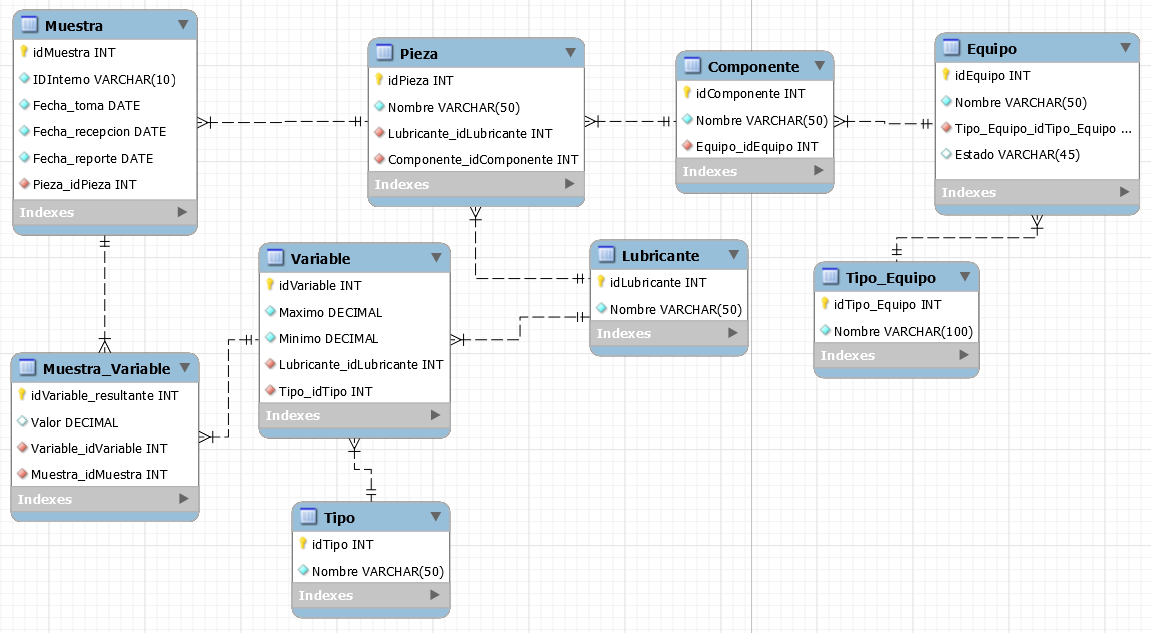 Muestra
idMuestra INT
IDInterno VARCHAR(10)
Fecha_toma DATE
Fecha_recepcion DATE
Fecha_reporte DATE
Pieza_idPieza INT
Indexes
Pieza
idPieza INT
Nombre VARCHAR(50)
Lubricante_idLubricante INT
Componente_idComponente INT
Indexes
Componente
idComponente INT
Nombre VARCHAR(50)
Equipo_idEquipo INT
Indexes
Equipo
idEquipo INT
Nombre VARCHAR(50)
Tipo_Equipo_idTipo_Equipo ...
Estado VARCHAR(45)
Indexes
Variable
idVariable INT
Maximo DECIMAL
Minimo DECIMAL
Lubricante_idLubricante INT
Tipo_idTipo INT
Indexes
Lubricante
idLubricante INT
Nombre VARCHAR(50)
Indexes
Tipo_Equipo
idTipo_Equipo INT
Nombre VARCHAR(100)
Indexes
Muestra_Variable
idVariable_resultante INT
Valor DECIMAL
Variable_idVariable INT
Muestra_idMuestra INT
Indexes
Tipo
idTipo INT
Nombre VARCHAR(50)
Indexes